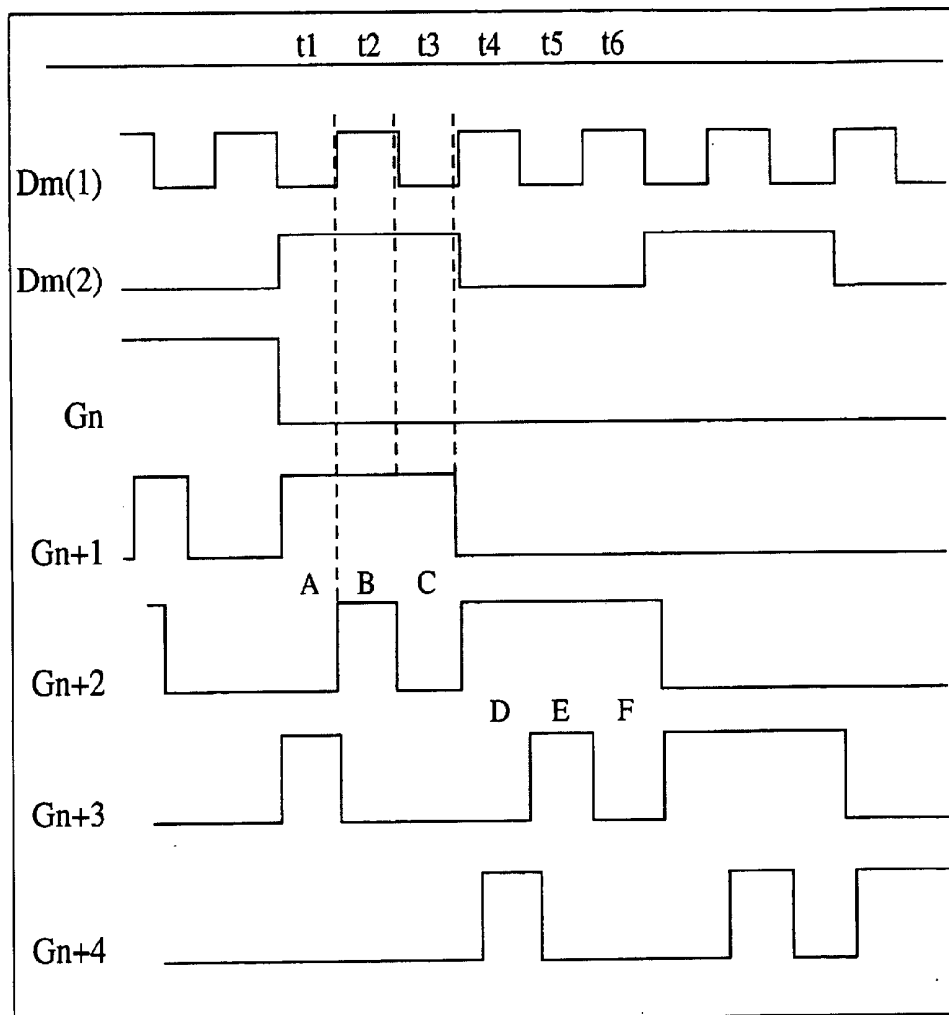 t1 t2 t3 t4 t5 t6
Dm(1)
Dm(2)
Gn
Gn+1
A B C
Gn+2
D E F
Gn+3
Gn+4